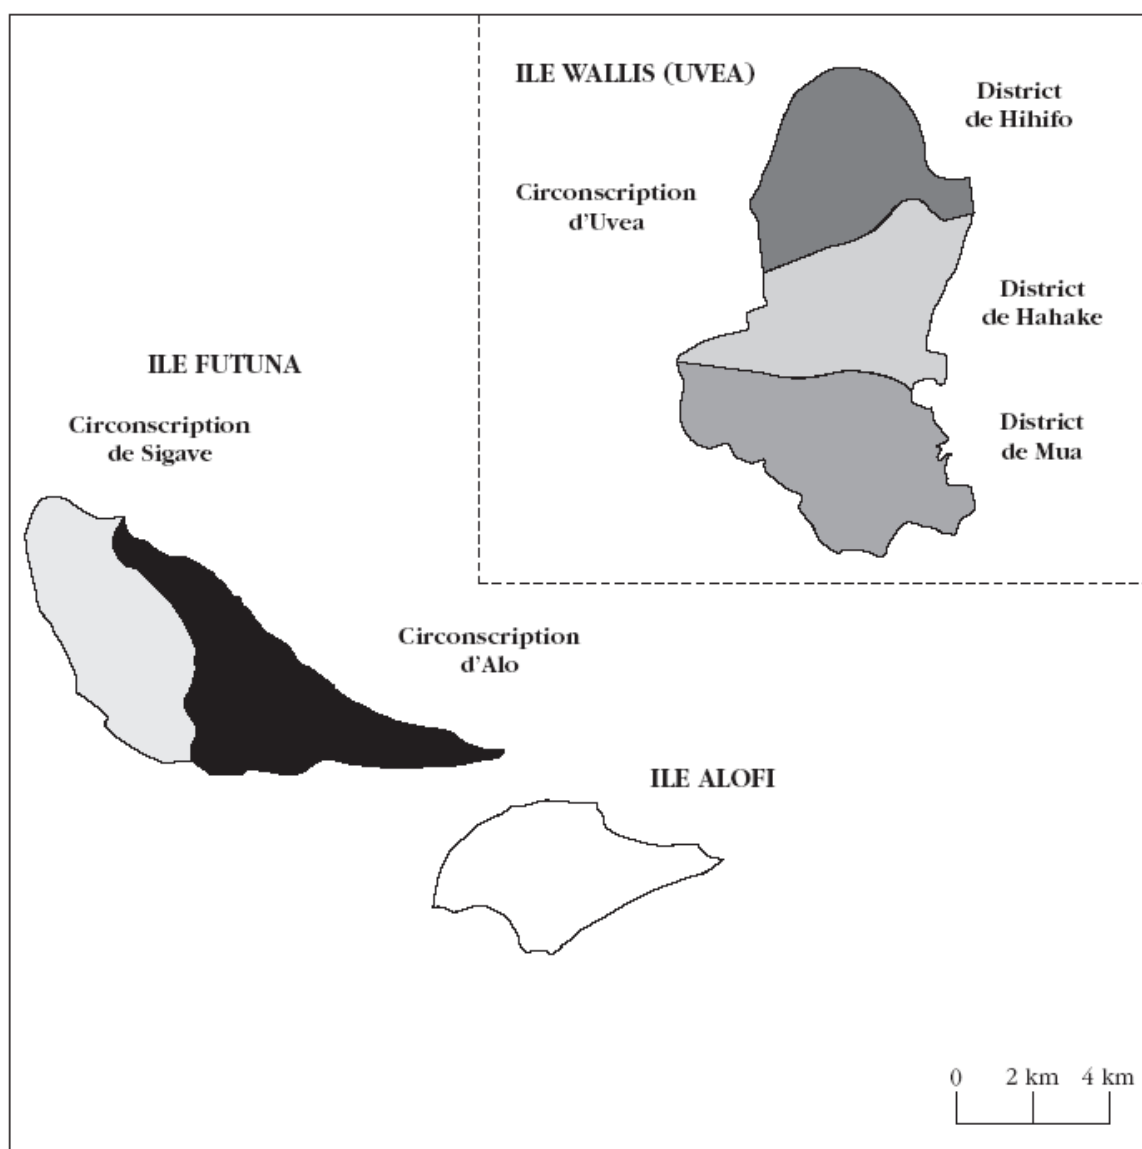 ILE WALLIS (UVEA)
District
de Hihifo
Circonscription
d'Uvea
District
de Hahake
ILE FUTUNA
District
de Mua
Circonscription
de Sigave
Circonscription
d'Alo
ILE ALOFI
0 2 km 4 km